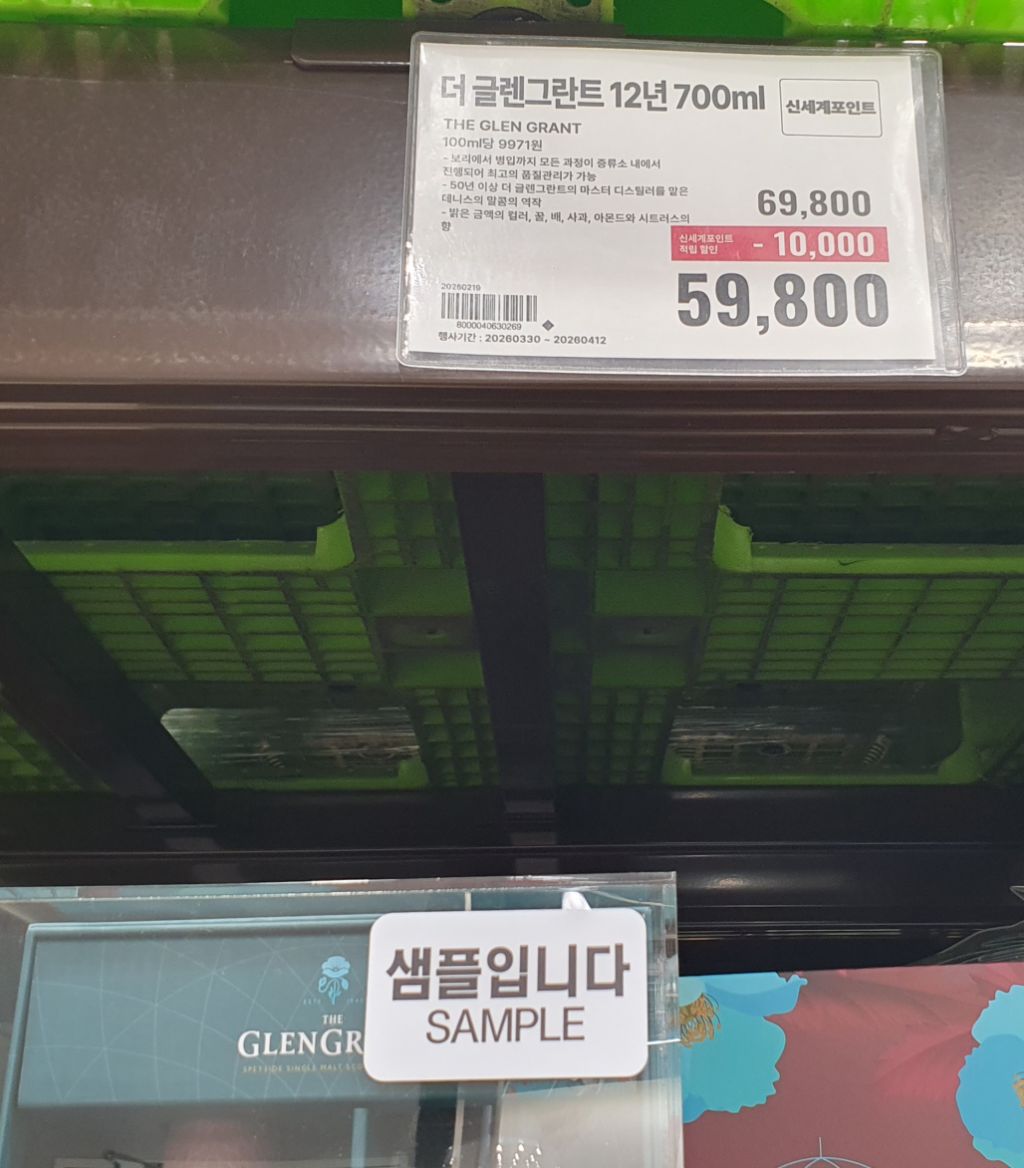 더 글렌그란트 12년 700ml
신세계포인트
THE GLEN GRANT
100ml당 9971원
- 보리에서 병입까지 모든 과정이 증류소 내에서
진행되어 최고의 품질관리가 가능
- 50년 이상 더 글렌그란트의 마스터 디스틸러를 맡은
데니스의 말콤의 역작
- 밝은 금액의 컬러, 꿀, 배, 사과, 아몬드와 시트러스의
향
69,800
신세계포인트
적립 할인
- 10,000
59,800
20260219
8000040630269
행사기간 : 20260330 ~ 20260412
샘플입니다
SAMPLE
THE
GLENGR
SPEYSIDE SINGLE MALT